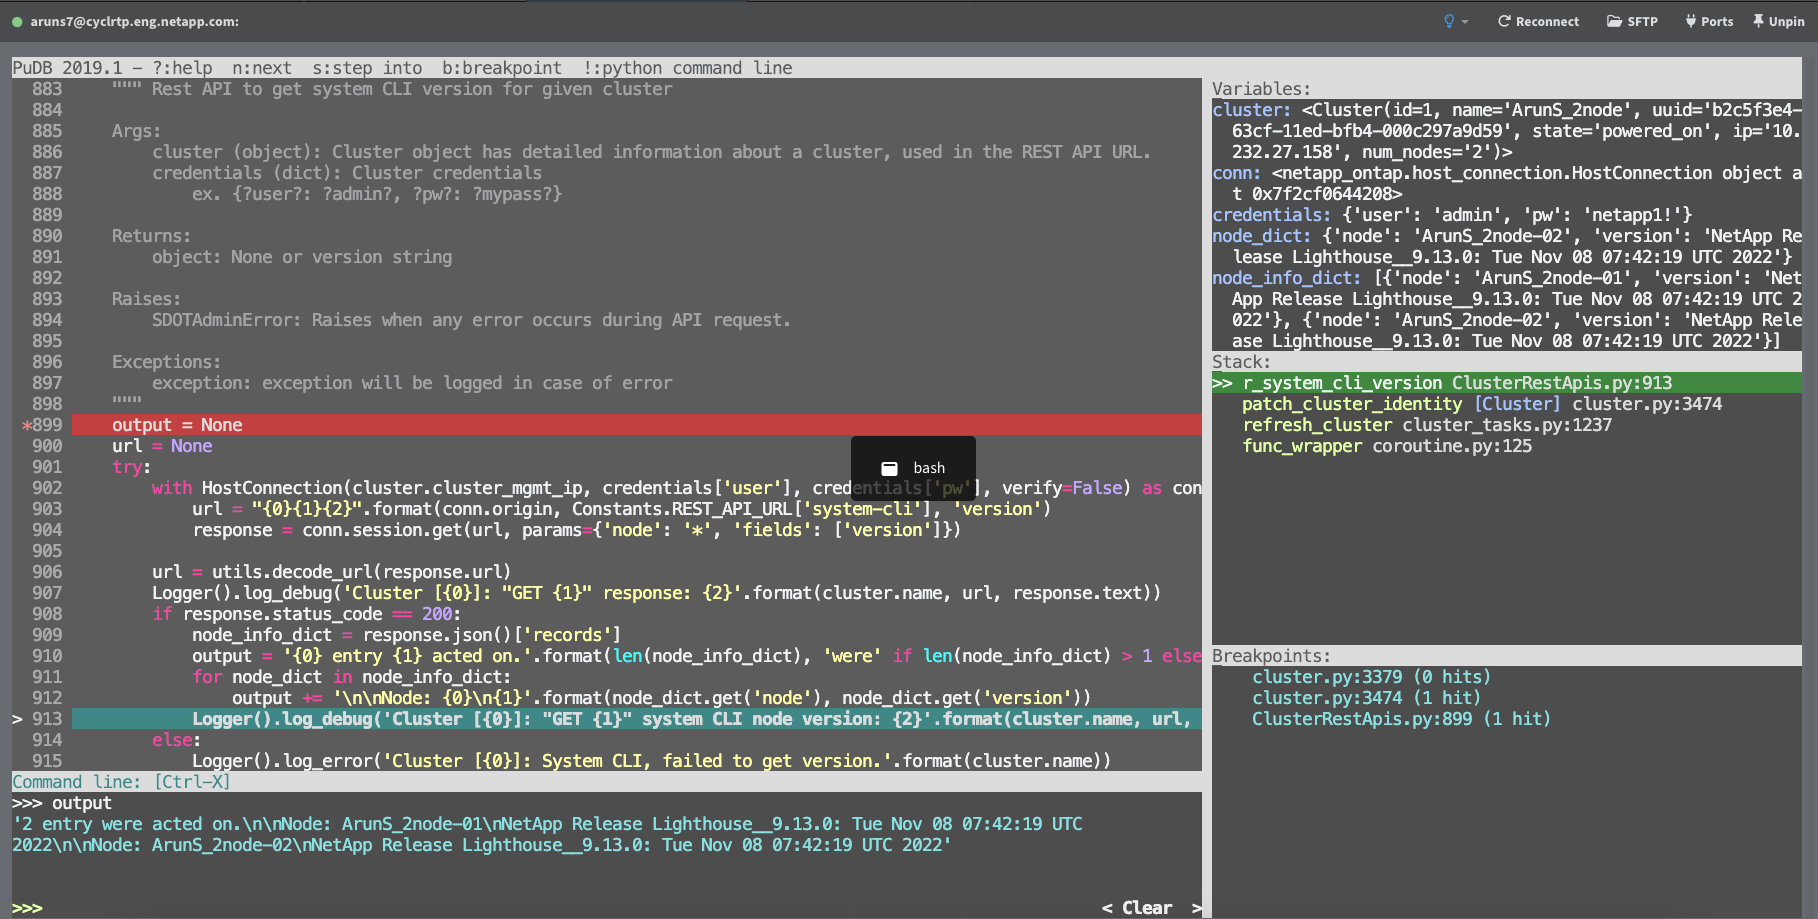 aruns7@cyclrtp.eng.netapp.com:
Reconnect
SFTP
Ports
Unpin
PuDB 2019.1 - ?:help  n:next  s:step into  b:breakpoint  !:python command line
883     """" Rest API to get system CLI version for given cluster
884
885     Args:
886         cluster (object): Cluster object has detailed information about a cluster, used in the REST API URL.
887         credentials (dict): Cluster credentials
888             ex. {?user?: ?admin?, ?pw?: ?mypass?}
889
890     Returns:
891         object: None or version string
892
893     Raises:
894         SDOTAdminError: Raises when any error occurs during API request.
895
896     Exceptions:
897         exception: exception will be logged in case of error
898     """"
*899     output = None
900     url = None
901     try:
902         with HostConnection(cluster.cluster_mgmt_ip, credentials['user'], credentials['pw'], verify=False) as con
903             url = "{0}{1}{2}".format(conn.origin, Constants.REST_API_URL['system-cli'], 'version')
904             response = conn.session.get(url, params={'node': '*', 'fields': ['version']})
905
906         url = utils.decode_url(response.url)
907         Logger().log_debug('Cluster [{0}]: "GET {1}" response: {2}'.format(cluster.name, url, response.text))
908         if response.status_code == 200:
909             node_info_dict = response.json()['records']
910             output = '{0} entry {1} acted on.'.format(len(node_info_dict), 'were' if len(node_info_dict) > 1 else
911             for node_dict in node_info_dict:
912                 output += '\n\nNode: {0}\n{1}'.format(node_dict.get('node'), node_dict.get('version'))
> 913             Logger().log_debug('Cluster [{0}]: "GET {1}" system CLI node version: {2}'.format(cluster.name, url,
914         else:
915             Logger().log_error('Cluster [{0}]: System CLI, failed to get version.'.format(cluster.name))
bash
Command line: [Ctrl-X]
>>> output
'2 entry were acted on.\n\nNode: ArunS_2node-01\nNetApp Release Lighthouse__9.13.0: Tue Nov 08 07:42:19 UTC
2022\n\nNode: ArunS_2node-02\nNetApp Release Lighthouse__9.13.0: Tue Nov 08 07:42:19 UTC 2022'
>>>
< Clear  >
Variables:
cluster: <Cluster(id=1, name='ArunS_2node', uuid='b2c5f3e4-
63cf-11ed-bfb4-000c297a9d59', state='powered_on', ip='10.
232.27.158', num_nodes='2')>
conn: <netapp_ontap.host_connection.HostConnection object a
t 0x7f2cf0644208>
credentials: {'user': 'admin', 'pw': 'netapp1!'}
node_dict: {'node': 'ArunS_2node-02', 'version': 'NetApp Re
lease Lighthouse__9.13.0: Tue Nov 08 07:42:19 UTC 2022'}
node_info_dict: [{'node': 'ArunS_2node-01', 'version': 'Net
App Release Lighthouse__9.13.0: Tue Nov 08 07:42:19 UTC 2
022'}, {'node': 'ArunS_2node-02', 'version': 'NetApp Rele
ase Lighthouse__9.13.0: Tue Nov 08 07:42:19 UTC 2022'}]
Stack:
>> r_system_cli_version ClusterRestApis.py:913
patch_cluster_identity [Cluster] cluster.py:3474
refresh_cluster cluster_tasks.py:1237
func_wrapper coroutine.py:125
Breakpoints:
cluster.py:3379 (0 hits)
cluster.py:3474 (1 hit)
ClusterRestApis.py:899 (1 hit)